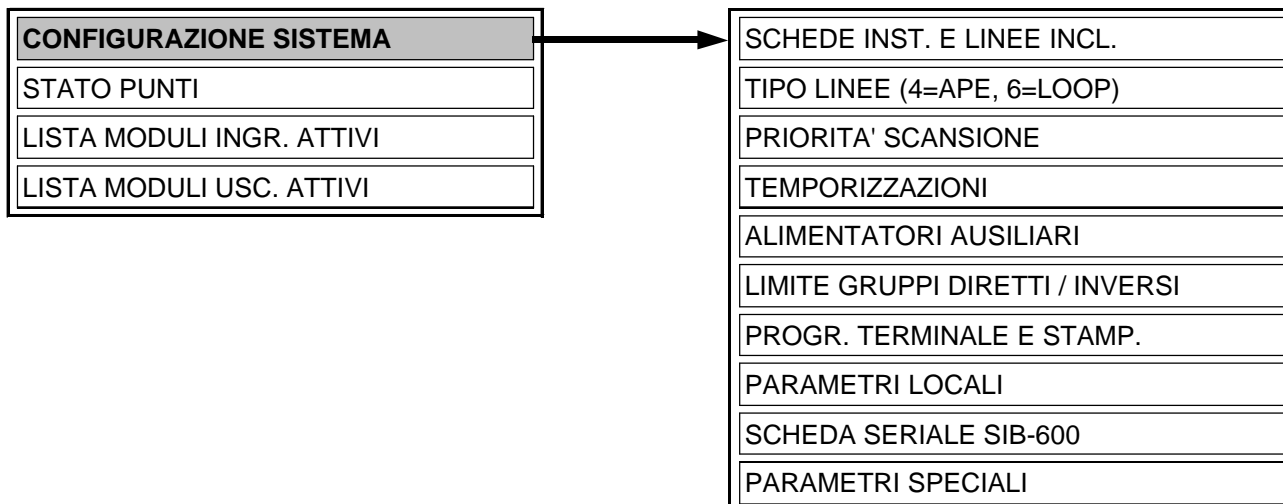 CONFIGURAZIONE SISTEMA
STATO PUNTI
LISTA MODULI INGR. ATTIVI
LISTA MODULI USC. ATTIVI
SCHEDE INST. E LINEE INCL.
TIPO LINEE (4=APE, 6=LOOP)
PRIORITA' SCANSIONE
TEMPORIZZAZIONI
ALIMENTATORI AUSILIARI
LIMITE GRUPPI DIRETTI / INVERSI
PROGR. TERMINALE E STAMP.
PARAMETRI LOCALI
SCHEDA SERIALE SIB-600
PARAMETRI SPECIALI